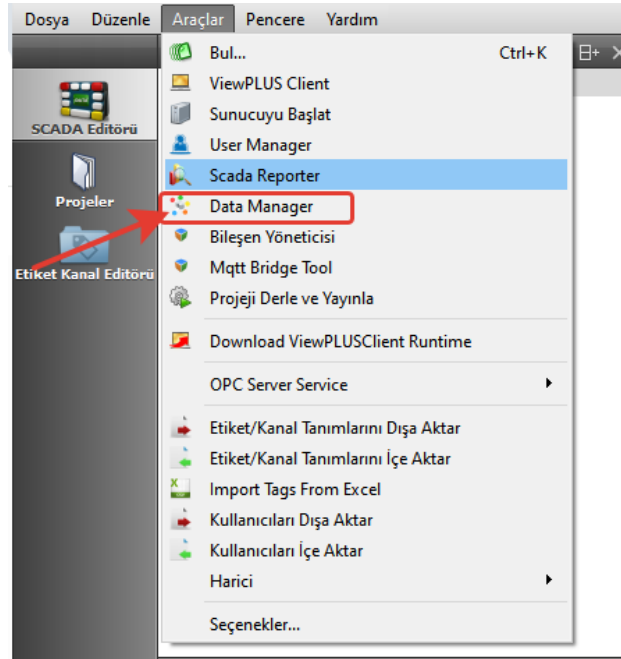 Dosya Düzenle Araçlar Pencere Yardım
Bul... Ctrl+K
ViewPLUS Client
Sunucuyu Başlat
SCADA Editörü
User Manager
Scada Reporter
Projeler
Data Manager
Bileşen Yöneticisi
Mqtt Bridge Tool
Etiket Kanal Editörü
Projeji Derle ve Yayınla
Download ViewPLUSClient Runtime
OPC Server Service
Etiket/Kanal Tanımlarını Dışa Aktar
Etiket/Kanal Tanımlarını İçe Aktar
Import Tags From Excel
Kullanıcıları Dışa Aktar
Kullanıcıları İçe Aktar
Harici
Seçenekler...